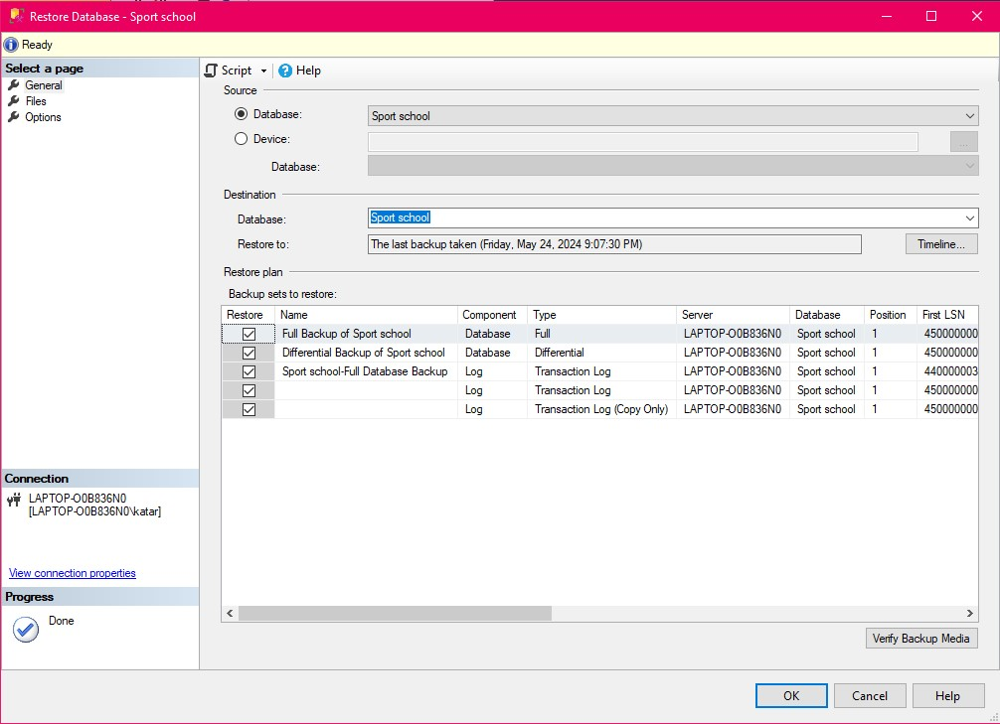 Restore Database - Sport school
Ready
Select a page
General
Files
Options
Script
Help
Source
Database:
Sport school
Device:
...
Database:
Destination
Database:
Sport school
Restore to:
The last backup taken (Friday, May 24, 2024 9:07:30 PM)
Timeline...
Restore plan
Backup sets to restore:
Restore Name Component Type Server Database Position First LSN
Full Backup of Sport school Database Full LAPTOP-O0B836N0 Sport school 1 450000000
Differential Backup of Sport school Database Differential LAPTOP-O0B836N0 Sport school 1 450000000
Sport school-Full Database Backup Log Transaction Log LAPTOP-O0B836N0 Sport school 1 440000003
Log Transaction Log LAPTOP-O0B836N0 Sport school 1 450000000
Log Transaction Log (Copy Only) LAPTOP-O0B836N0 Sport school 1 450000000
Connection
LAPTOP-O0B836N0
[LAPTOP-O0B836N0\katar]
View connection properties
Progress
Done
Verify Backup Media
OK
Cancel
Help